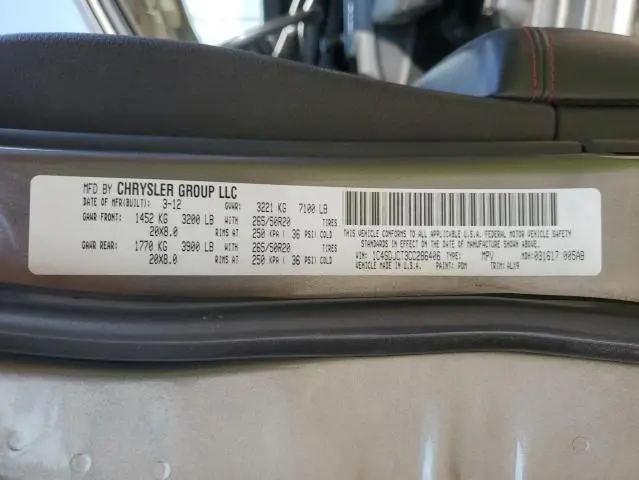 MFD BY CHRYSLER GROUP LLC
DATE OF MFR(BUILT): 3-12 GVWR: 3221 KG 7100 LB
GAWR FRONT: 1452 KG 3200 LB WITH 265/50R20 TIRES
20X8.0 RIMS AT 250 KPA ( 36 PSI) COLD
GAWR REAR: 1770 KG 3900 LB WITH 265/50R20 TIRES
20X8.0 RIMS AT 250 KPA ( 36 PSI) COLD
THIS VEHICLE CONFORMS TO ALL APPLICABLE U.S.A. FEDERAL MOTOR VEHICLE SAFETY
STANDARDS IN EFFECT ON THE DATE OF MANUFACTURE SHOWN ABOVE.
VIN: 1C4SDJCT3CC286406 TYPE: MPV MDH: 031617 005AB
VEHICLE MADE IN U.S.A. PAINT: PDM TRIM: ALX9